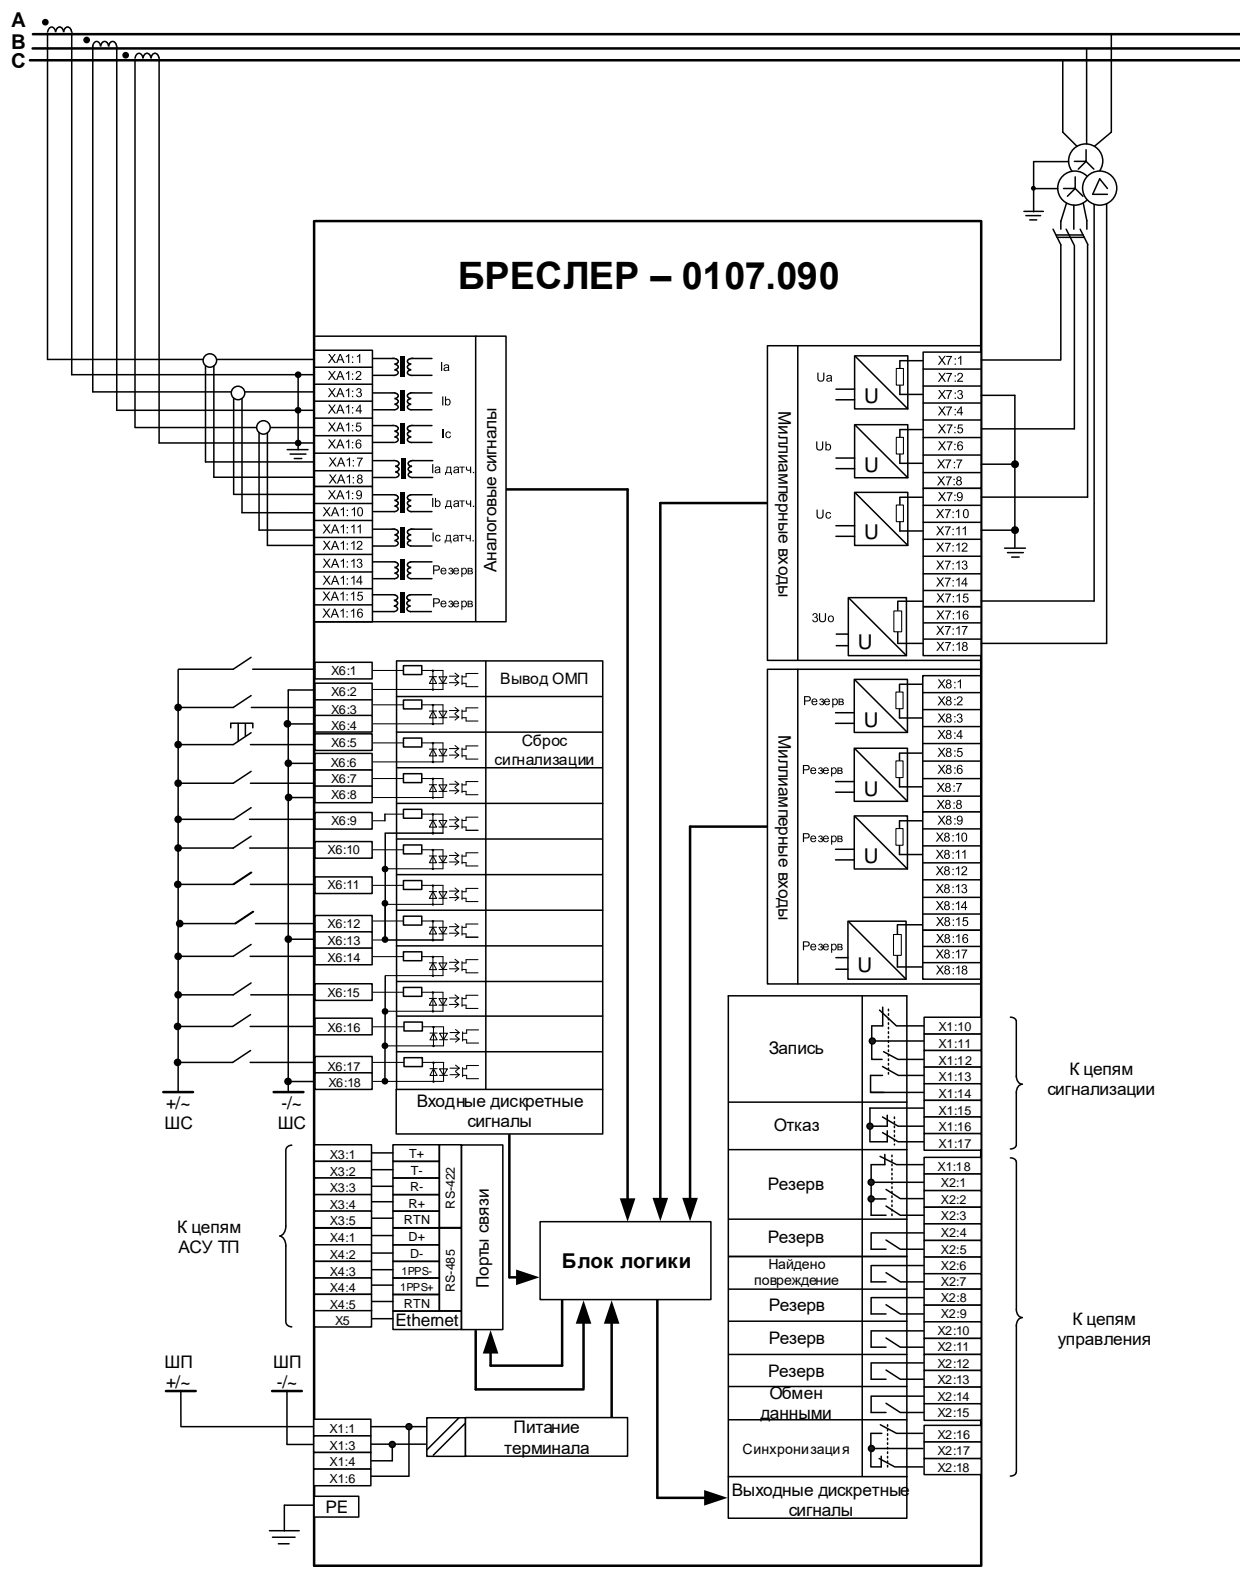 A
B
C
БРЕСЛЕР – 0107.090
XA1:1
XA1:2
XA1:3
XA1:4
XA1:5
XA1:6
XA1:7
XA1:8
XA1:9
XA1:10
XA1:11
XA1:12
XA1:13
XA1:14
XA1:15
XA1:16
Ia
Ib
Ic
Ia датч.
Ib датч.
Ic датч.
Резерв
Резерв
Аналоговые сигналы
Миллиамперные входы
Ua
U
Ub
U
Uc
U
3Uo
U
X7:1
X7:2
X7:3
X7:4
X7:5
X7:6
X7:7
X7:8
X7:9
X7:10
X7:11
X7:12
X7:13
X7:14
X7:15
X7:16
X7:17
X7:18
X6:1
X6:2
X6:3
X6:4
X6:5
X6:6
X6:7
X6:8
X6:9
X6:10
X6:11
X6:12
X6:13
X6:14
X6:15
X6:16
X6:17
X6:18
Вывод ОМП
Сброс
сигнализации
Входные дискретные
сигналы
+/~
ШС
-/~
ШС
Миллиамперные входы
Резерв
U
Резерв
U
Резерв
U
Резерв
U
X8:1
X8:2
X8:3
X8:4
X8:5
X8:6
X8:7
X8:8
X8:9
X8:10
X8:11
X8:12
X8:13
X8:14
X8:15
X8:16
X8:17
X8:18
К цепям
АСУ ТП
X3:1
X3:2
X3:3
X3:4
X3:5
X4:1
X4:2
X4:3
X4:4
X4:5
X5
T+
T-
R-
R+
RTN
D+
D-
1PPS-
1PPS+
RTN
Ethernet
RS-422
RS-485
Порты связи
Блок логики
Запись
Отказ
Резерв
Резерв
Найдено
повреждение
Резерв
Резерв
Резерв
Обмен
данными
Синхронизация
Выходные дискретные
сигналы
X1:10
X1:11
X1:12
X1:13
X1:14
X1:15
X1:16
X1:17
X1:18
X2:1
X2:2
X2:3
X2:4
X2:5
X2:6
X2:7
X2:8
X2:9
X2:10
X2:11
X2:12
X2:13
X2:14
X2:15
X2:16
X2:17
X2:18
К цепям
сигнализации
К цепям
управления
ШП
+/~
ШП
-/~
X1:1
X1:3
X1:4
X1:6
Питание
терминала
PE